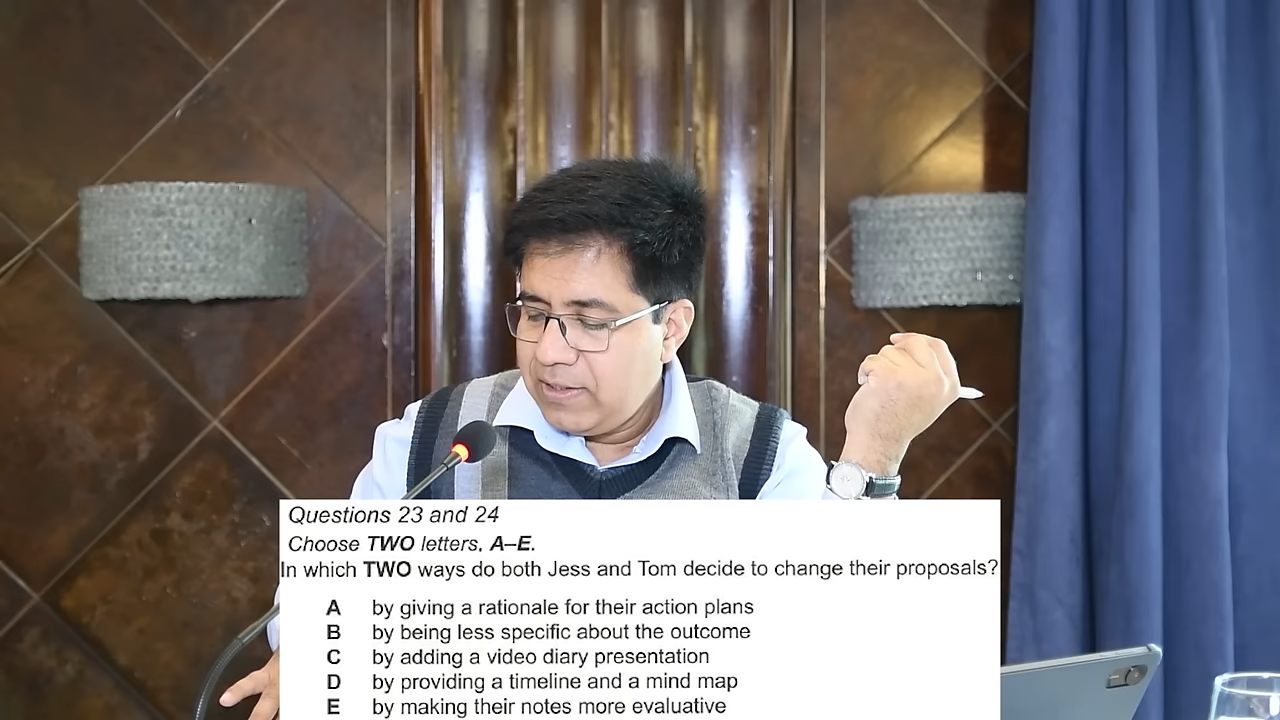 Questions 23 and 24
Choose TWO letters, A–E.
In which TWO ways do both Jess and Tom decide to change their proposals?
A by giving a rationale for their action plans
B by being less specific about the outcome
C by adding a video diary presentation
D by providing a timeline and a mind map
E by making their notes more evaluative